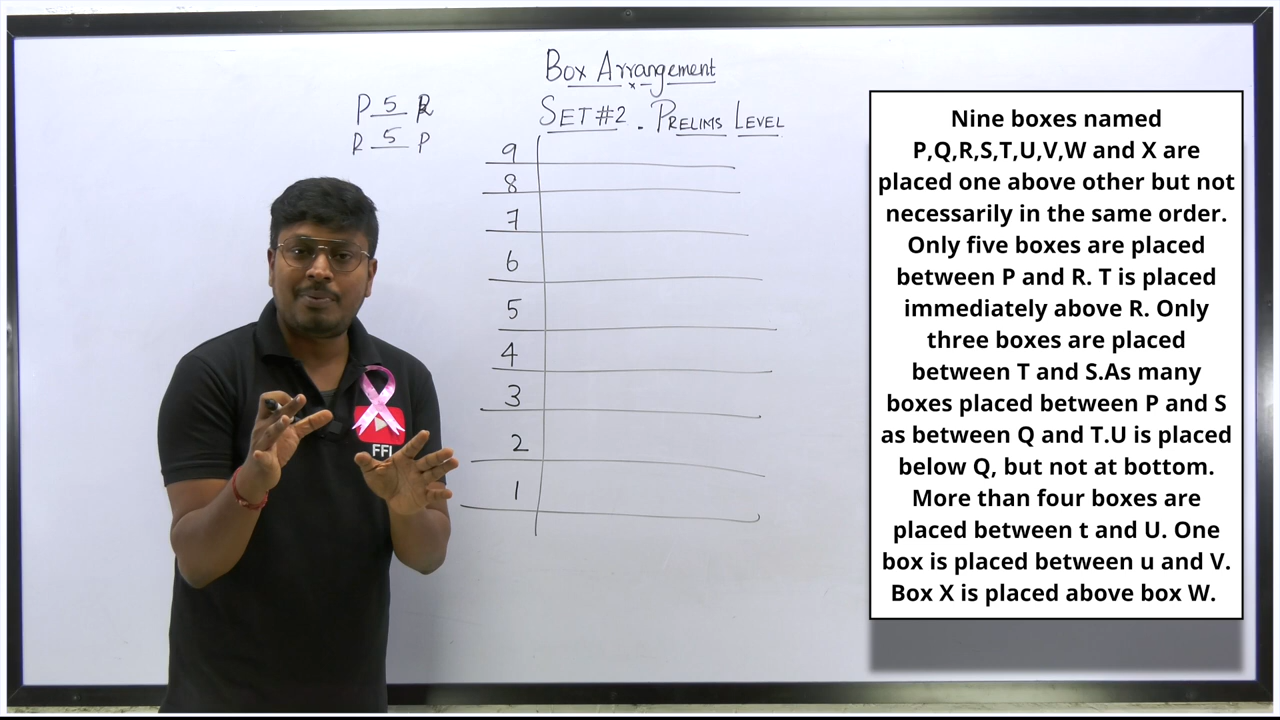 Box Arrangement
SET #2 - PRELIMS LEVEL
P 5 R
R 5 P
9
8
7
6
5
4
3
2
1
FFI
Nine boxes named
P,Q,R,S,T,U,V,W and X are
placed one above other but not
necessarily in the same order.
Only five boxes are placed
between P and R. T is placed
immediately above R. Only
three boxes are placed
between T and S.As many
boxes placed between P and S
as between Q and T.U is placed
below Q, but not at bottom.
More than four boxes are
placed between t and U. One
box is placed between u and V.
Box X is placed above box W.